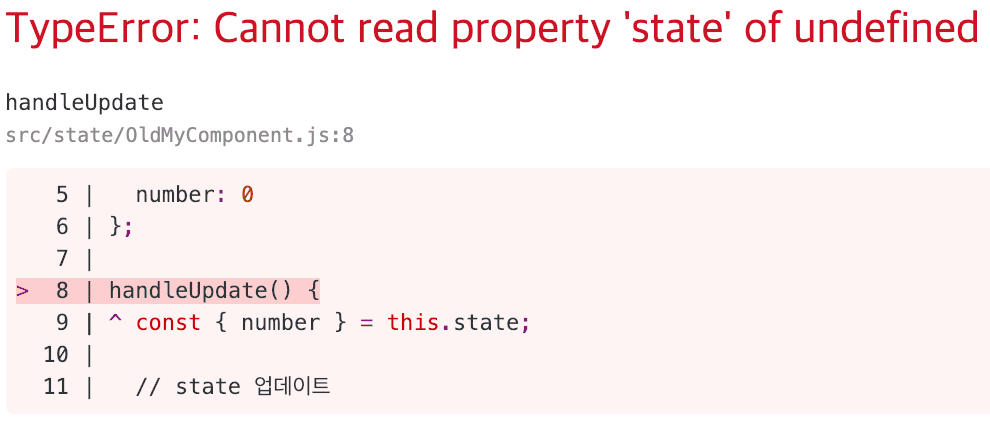 TypeError: Cannot read property 'state' of undefined
handleUpdate
src/state/OldMyComponent.js:8
5 |   number: 0
6 | };
7 |
> 8 | handleUpdate() {
9 | ^ const { number } = this.state;
10 |
11 |   // state 업데이트